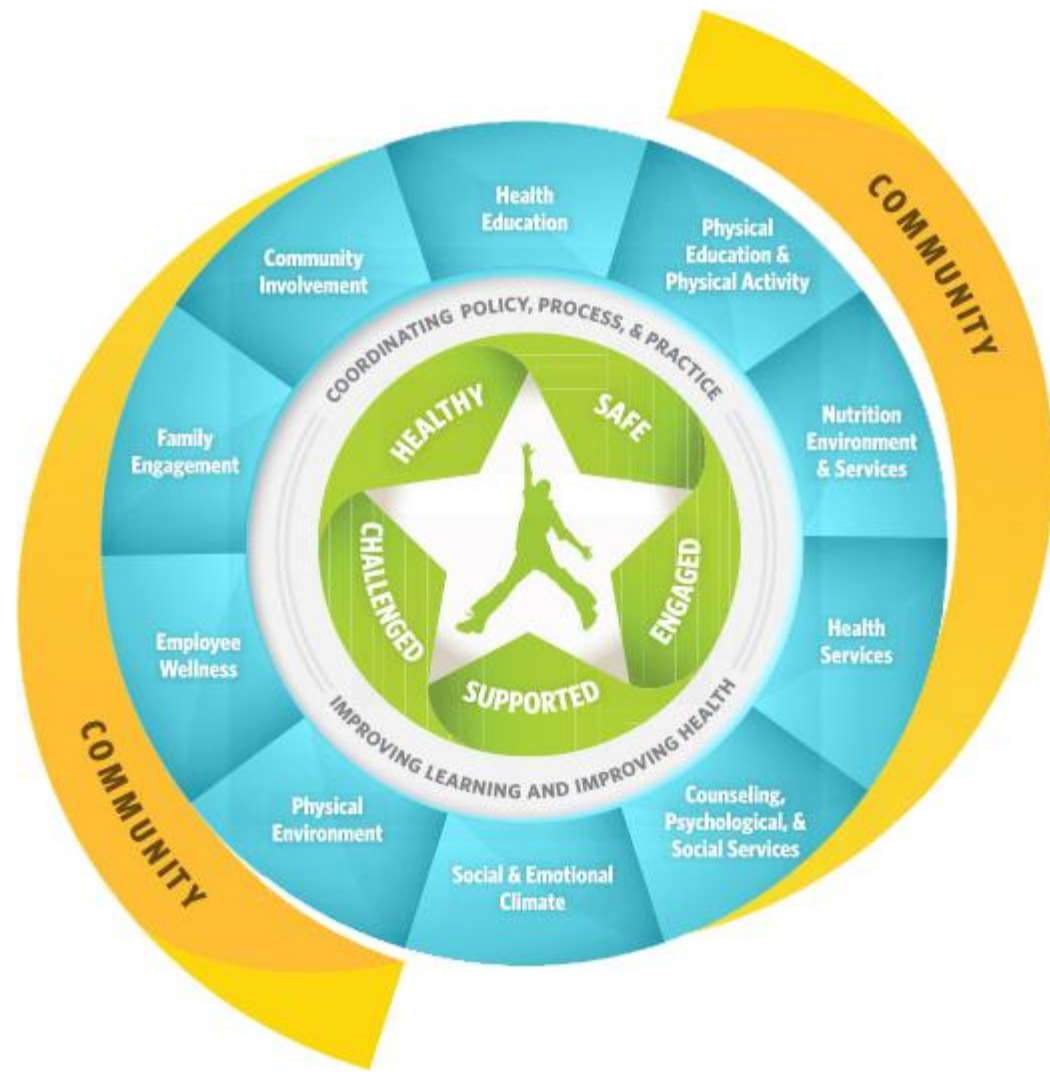 COMMUNITY
Health
Education
Physical
Education &
Physical Activity
Nutrition
Environment
& Services
Health
Services
Counseling,
Psychological, &
Social Services
Social & Emotional
Climate
Physical
Environment
Employee
Wellness
Family
Engagement
Community
Involvement
COORDINATING POLICY, PROCESS, & PRACTICE
IMPROVING LEARNING AND IMPROVING HEALTH
HEALTHY
SAFE
ENGAGED
SUPPORTED
CHALLENGED
COMMUNITY